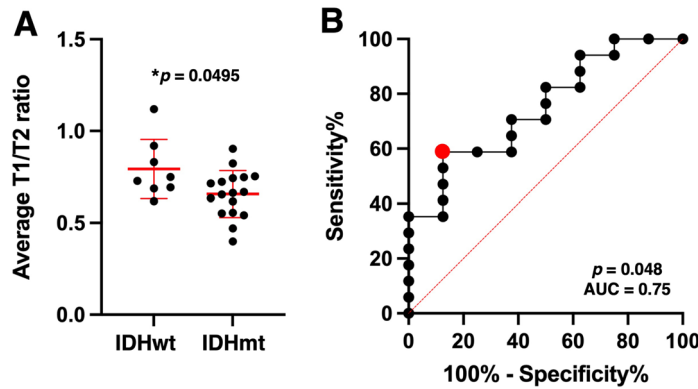 A
Average T1/T2 ratio
1.5
1.0
0.5
0.0
*p = 0.0495
IDHwt
IDHmt
B
Sensitivity%
100
80
60
40
20
0
p = 0.048
AUC = 0.75
0
20
40
60
80
100
100% - Specificity%